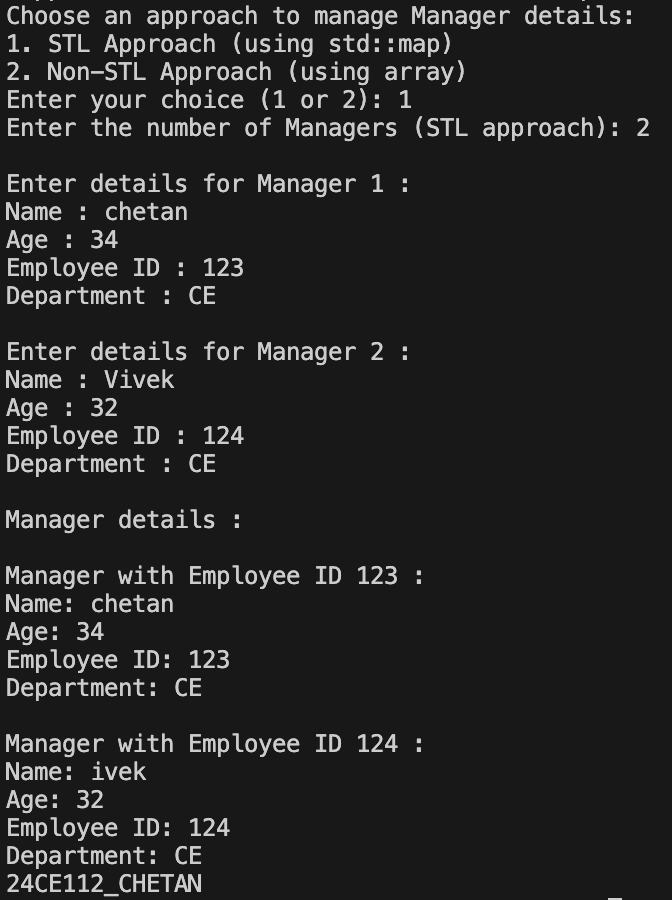 Choose an approach to manage Manager details:
1. STL Approach (using std::map)
2. Non-STL Approach (using array)
Enter your choice (1 or 2): 1
Enter the number of Managers (STL approach): 2
Enter details for Manager 1 :
Name : chetan
Age : 34
Employee ID : 123
Department : CE
Enter details for Manager 2 :
Name : Vivek
Age : 32
Employee ID : 124
Department : CE
Manager details :
Manager with Employee ID 123 :
Name: chetan
Age: 34
Employee ID: 123
Department: CE
Manager with Employee ID 124 :
Name: ivek
Age: 32
Employee ID: 124
Department: CE
24CE112_CHETAN